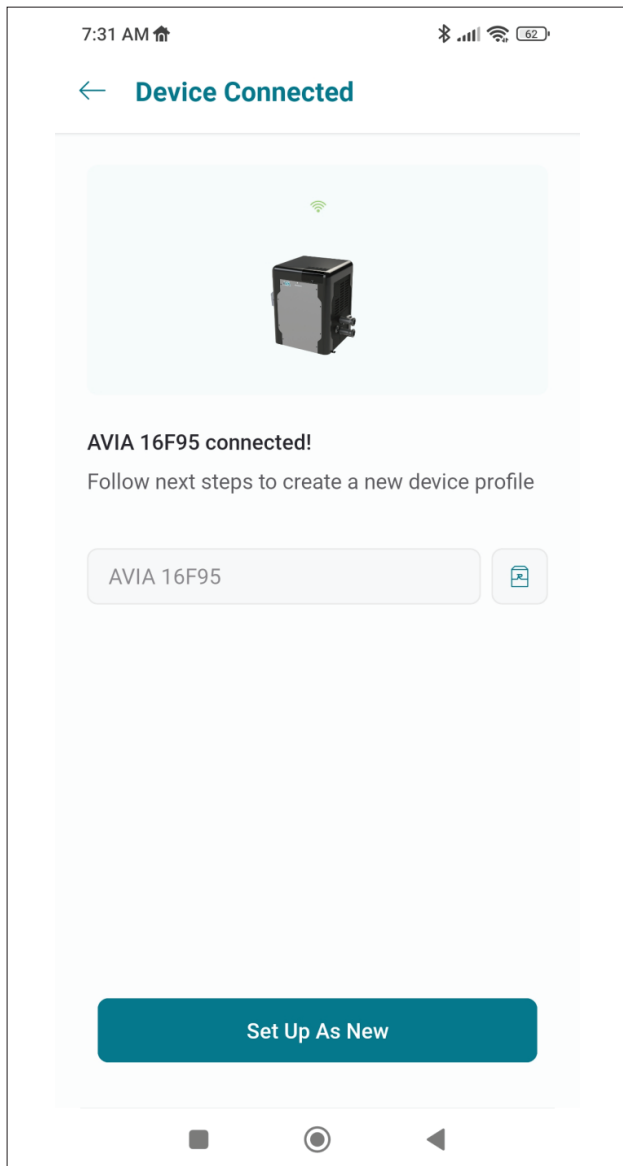 7:31 AM
62
Device Connected
AVIA 16F95 connected!
Follow next steps to create a new device profile
AVIA 16F95
Set Up As New